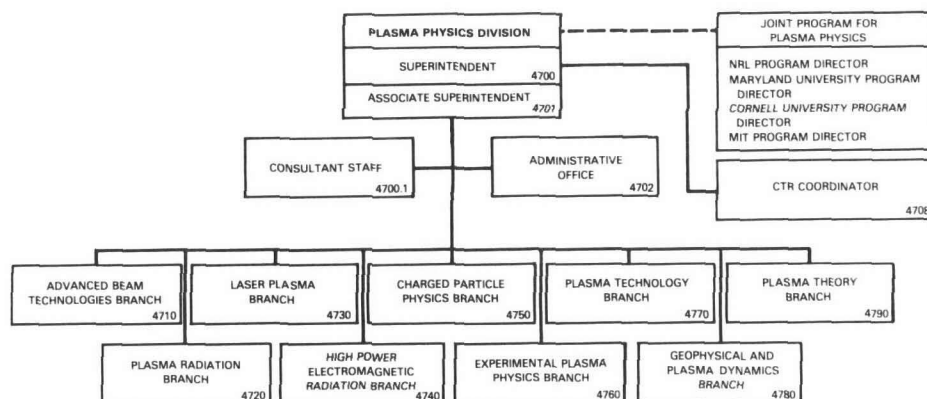 PLASMA PHYSICS DIVISION
SUPERINTENDENT
4700
ASSOCIATE SUPERINTENDENT
4701
JOINT PROGRAM FOR
PLASMA PHYSICS
NRL PROGRAM DIRECTOR
MARYLAND UNIVERSITY PROGRAM
DIRECTOR
CORNELL UNIVERSITY PROGRAM
DIRECTOR
MIT PROGRAM DIRECTOR
CONSULTANT STAFF
4700.1
ADMINISTRATIVE
OFFICE
4702
CTR COORDINATOR
4708
ADVANCED BEAM
TECHNOLOGIES BRANCH
4710
LASER PLASMA
BRANCH
4730
CHARGED PARTICLE
PHYSICS BRANCH
4750
PLASMA TECHNOLOGY
BRANCH
4770
PLASMA THEORY
BRANCH
4790
PLASMA RADIATION
BRANCH
4720
HIGH POWER
ELECTROMAGNETIC
RADIATION BRANCH
4740
EXPERIMENTAL PLASMA
PHYSICS BRANCH
4760
GEOPHYSICAL AND
PLASMA DYNAMICS
BRANCH
4780